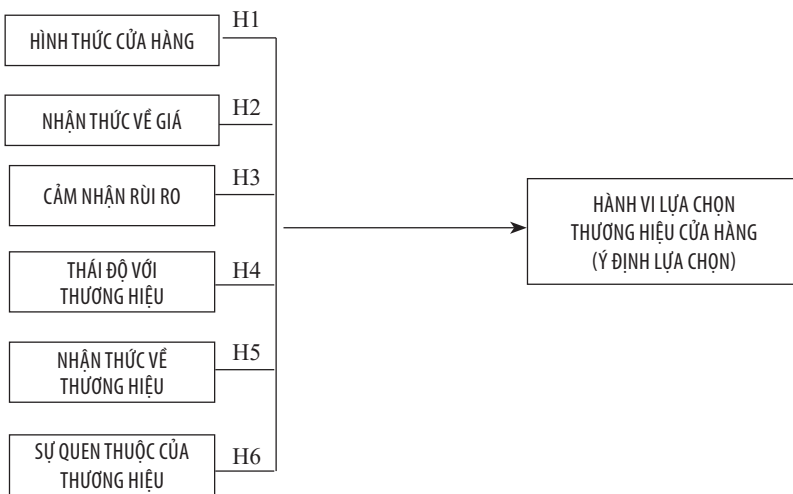 H1
HÌNH THỨC CỬA HÀNG
H2
NHẬN THỨC VỀ GIÁ
H3
CẢM NHẬN RÙI RO
H4
THÁI ĐỘ VỚI
THƯƠNG HIỆU
H5
NHẬN THỨC VỀ
THƯƠNG HIỆU
H6
SỰ QUEN THUỘC CỦA
THƯƠNG HIỆU
HÀNH VI LỰA CHỌN
THƯƠNG HIỆU CỬA HÀNG
(Ý ĐỊNH LỰA CHỌN)